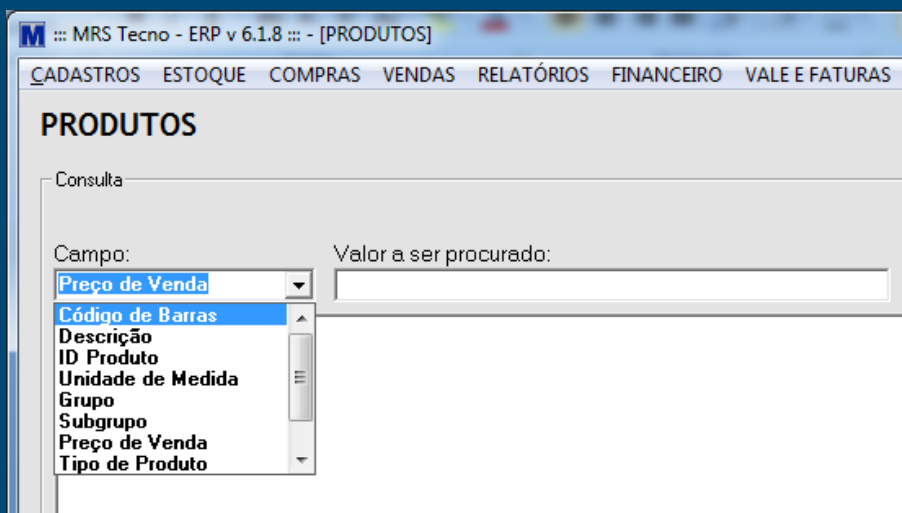 M ::: MRS Tecno - ERP v 6.1.8 ::: - [PRODUTOS]
CADASTROS ESTOQUE COMPRAS VENDAS RELATÓRIOS FINANCEIRO VALE E FATURAS
PRODUTOS
Consulta
Campo: Valor a ser procurado:
Preço de Venda
Código de Barras
Descrição
ID Produto
Unidade de Medida
Grupo
Subgrupo
Preço de Venda
Tipo de Produto